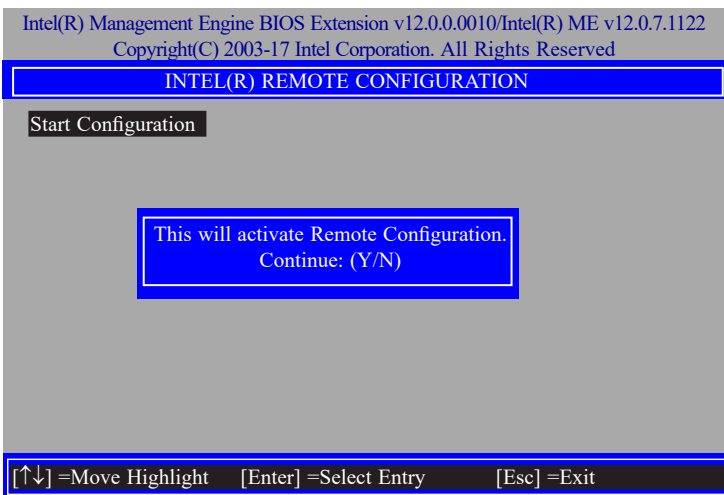 Intel(R) Management Engine BIOS Extension v12.0.0.0010/Intel(R) ME v12.0.7.1122
Copyright(C) 2003-17 Intel Corporation. All Rights Reserved
INTEL(R) REMOTE CONFIGURATION
Start Configuration
This will activate Remote Configuration.
Continue: (Y/N)
[↑↓] =Move Highlight [Enter] =Select Entry [Esc] =Exit